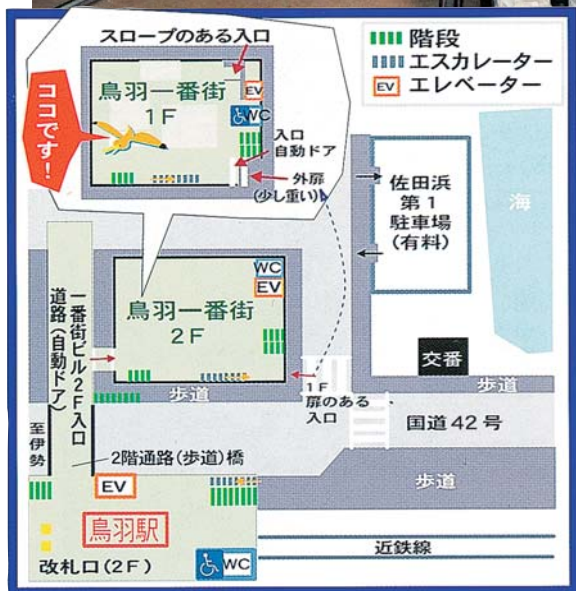 スロープのある入口
鳥羽一番街
1F
EV
WC
ココです!
入口
自動ドア
外扉
(少し重い)
階段
エスカレーター
EV エレベーター
佐田浜
第1
駐車場
(有料)
海
鳥羽一番街
2F
WC
EV
一番街ビル2F入口
道路(自動ドア)
歩道
1F
扉のある
入口
交番
歩道
国道42号
歩道
至伊勢
2階通路(歩道)橋
EV
鳥羽駅
改札口(2F)
WC
近鉄線